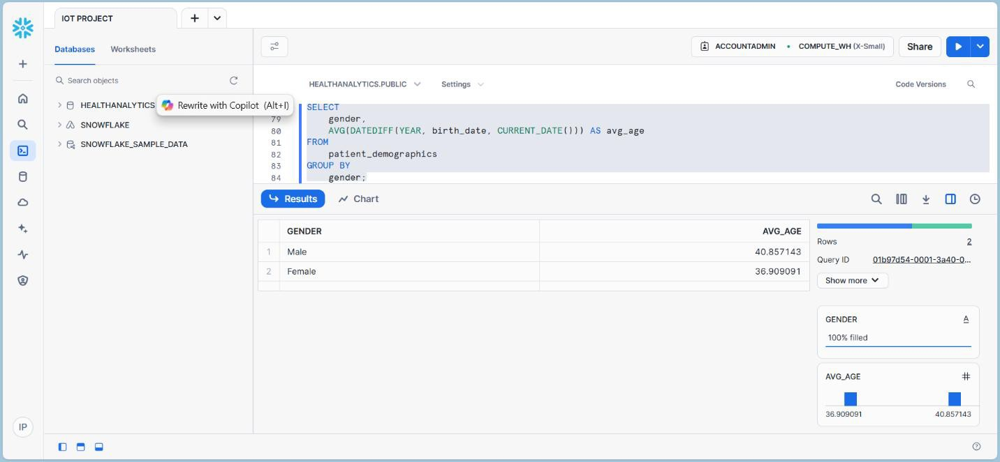 IOT PROJECT
Databases Worksheets
ACCOUNTADMIN • COMPUTE_WH (X-Small) Share
Search objects
HEALTHANALYTICS
SNOWFLAKE
SNOWFLAKE_SAMPLE_DATA
Rewrite with Copilot (Alt+I)
IP
HEALTHANALYTICS.PUBLIC Settings Code Versions
SELECT
79 gender,
80 AVG(DATEDIFF(YEAR, birth_date, CURRENT_DATE())) AS avg_age
81 FROM
82 patient_demographics
83 GROUP BY
84 gender;
Results Chart
GENDER AVG_AGE
1 Male 40.857143
2 Female 36.909091
Rows 2
Query ID 01b97d54-0001-3a40-0...
Show more
GENDER A
100% filled
AVG_AGE #
36.909091 40.857143